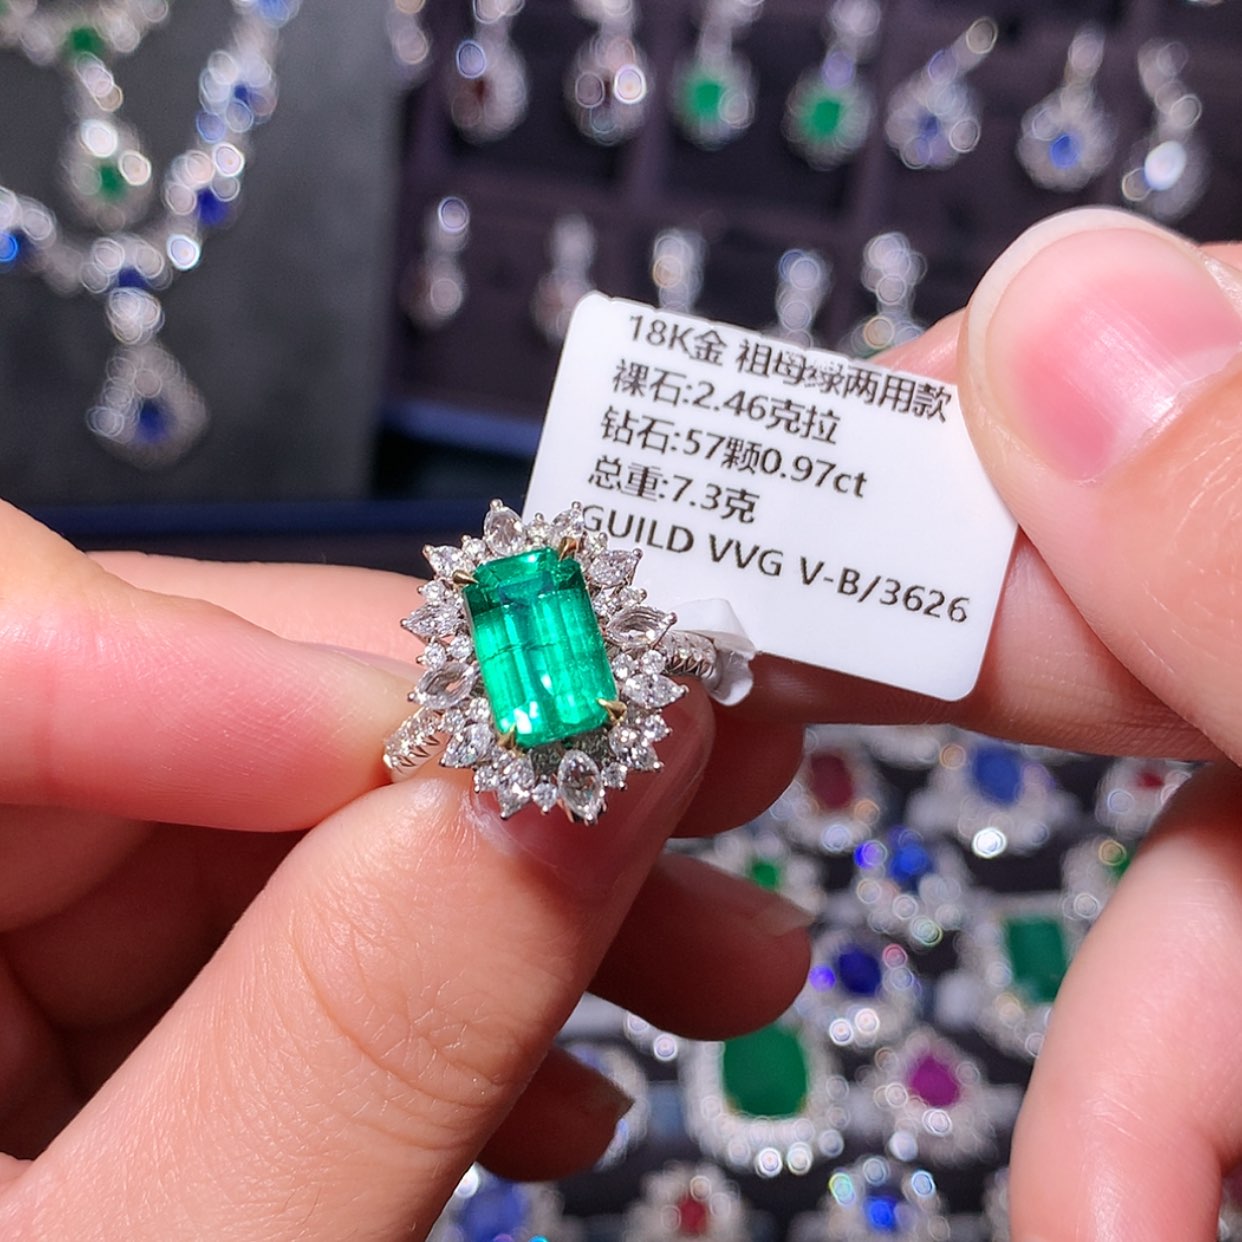 18K金 祖母绿两用款
裸石:2.46克拉
钻石:57颗0.97ct
总重:7.3克
GUILD VVG V-B/3626